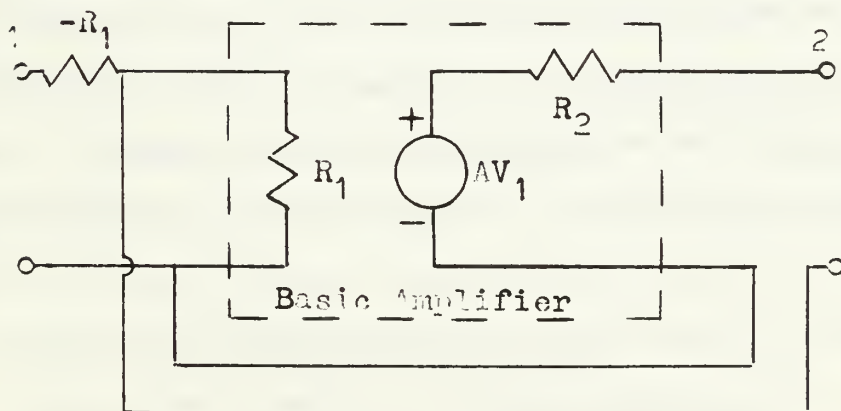 1 -R1 2
R2
+
R1 AV1
-
Basic Amplifier